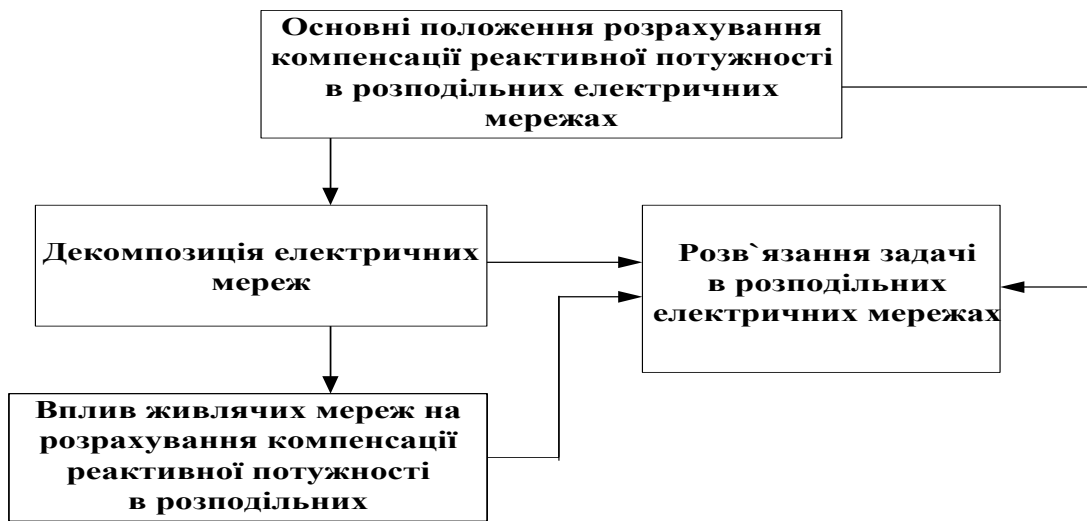 Основні положення розрахування
компенсації реактивної потужності
в розподільних електричних
мережах
Декомпозиція електричних
мереж
Розв`язання задачі
в розподільних
електричних мережах
Вплив живлячих мереж на
розрахування компенсації
реактивної потужності
в розподільних